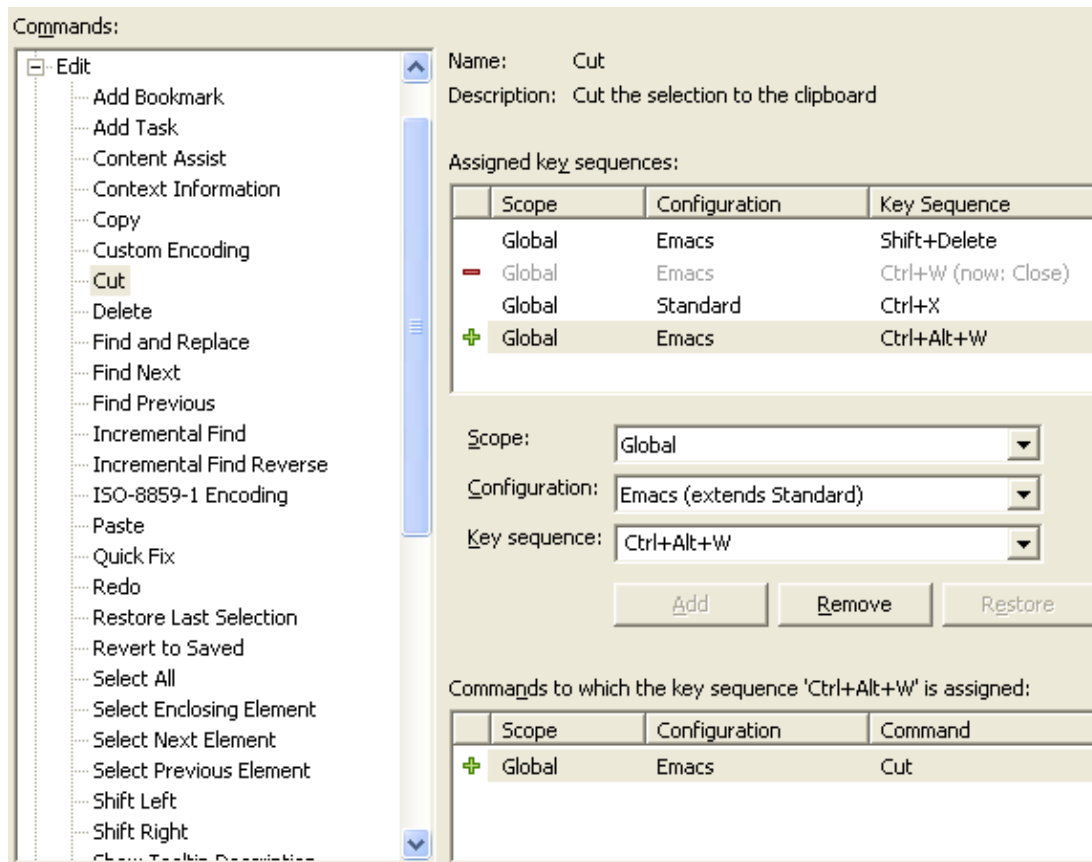 Commands:
Edit
Add Bookmark
Add Task
Content Assist
Context Information
Copy
Custom Encoding
Cut
Delete
Find and Replace
Find Next
Find Previous
Incremental Find
Incremental Find Reverse
ISO-8859-1 Encoding
Paste
Quick Fix
Redo
Restore Last Selection
Revert to Saved
Select All
Select Enclosing Element
Select Next Element
Select Previous Element
Shift Left
Shift Right
Show Tooltip Description
Name: Cut
Description: Cut the selection to the clipboard
Assigned key sequences:
Scope Configuration Key Sequence
Global Emacs Shift+Delete
Global Emacs Ctrl+W (now: Close)
Global Standard Ctrl+X
Global Emacs Ctrl+Alt+W
Scope: Global
Configuration: Emacs (extends Standard)
Key sequence: Ctrl+Alt+W
Add Remove Restore
Commands to which the key sequence 'Ctrl+Alt+W' is assigned:
Scope Configuration Command
Global Emacs Cut